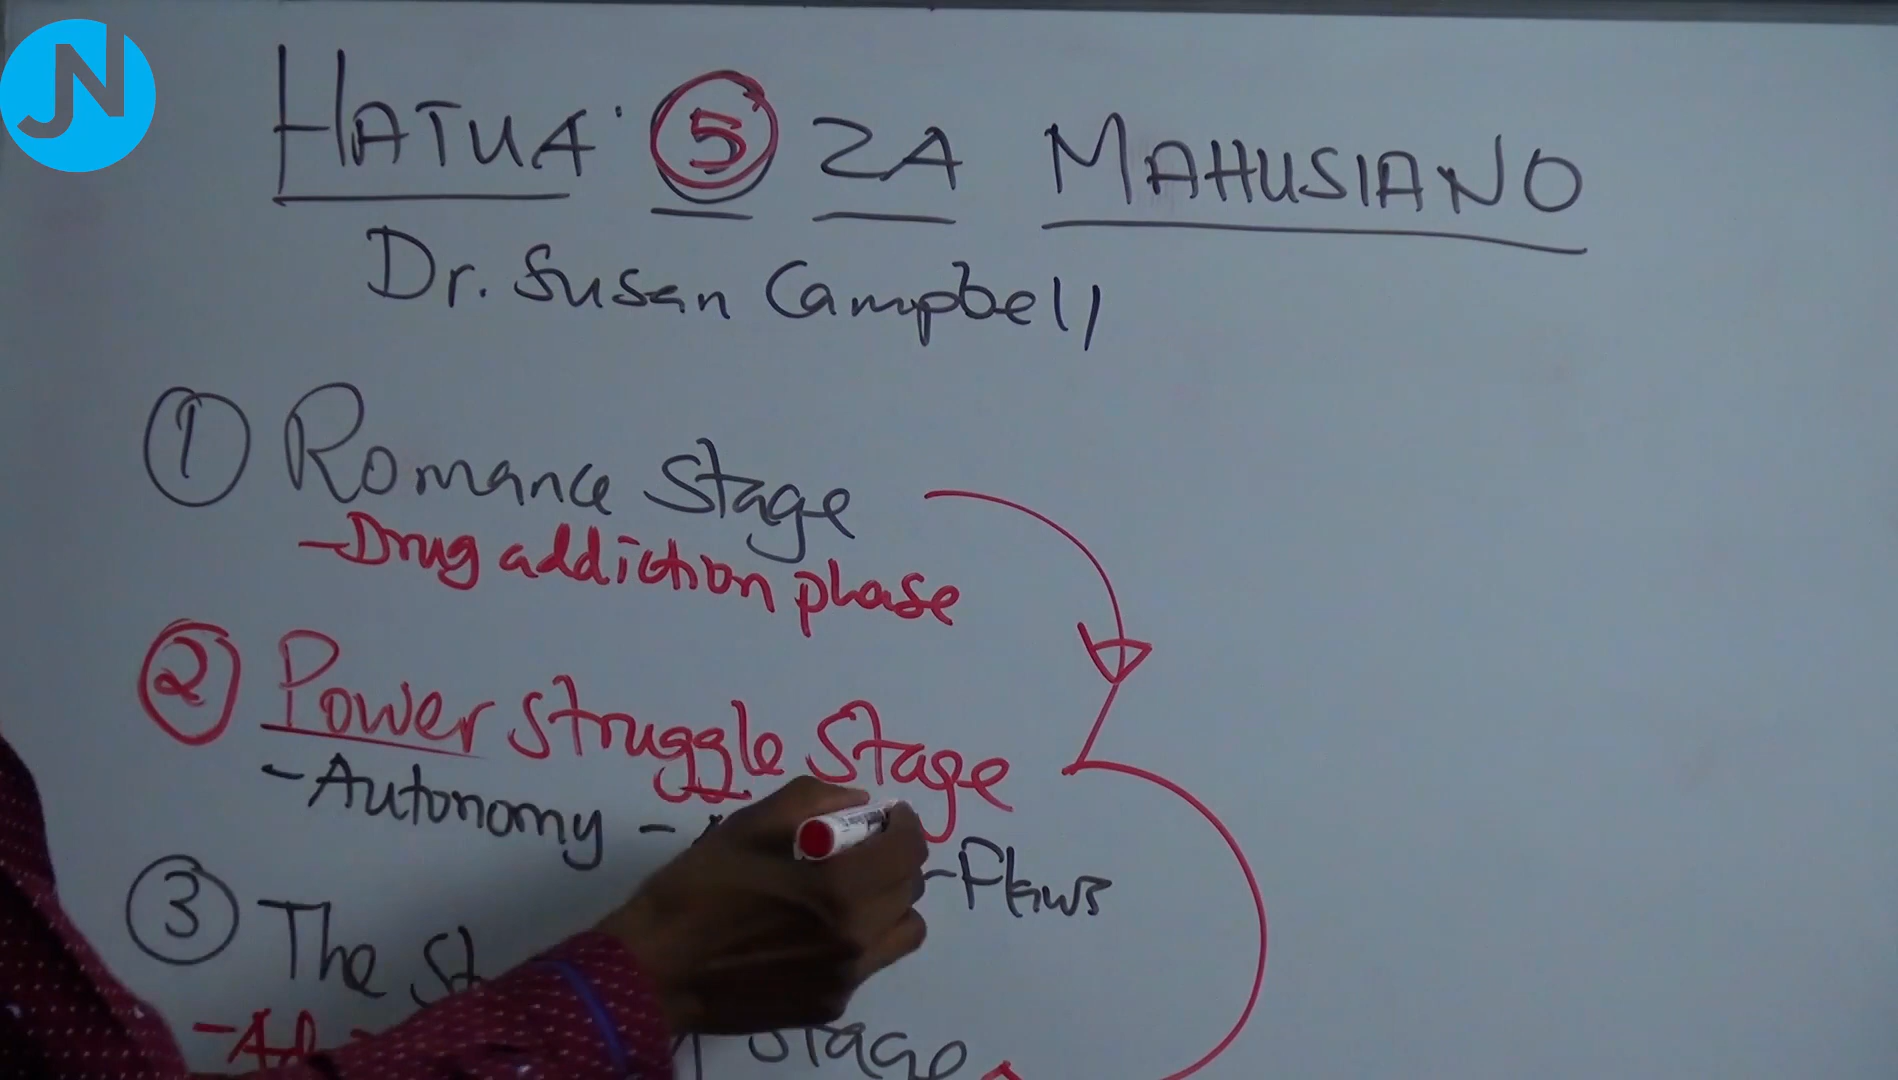 JN
HATUA 5 ZA MAHUSIANO
Dr. Susan Campbell
1 Romance Stage
-Drug addiction phase
2 Power Struggle Stage
-Autonomy - -Flaws
3 The
Stage